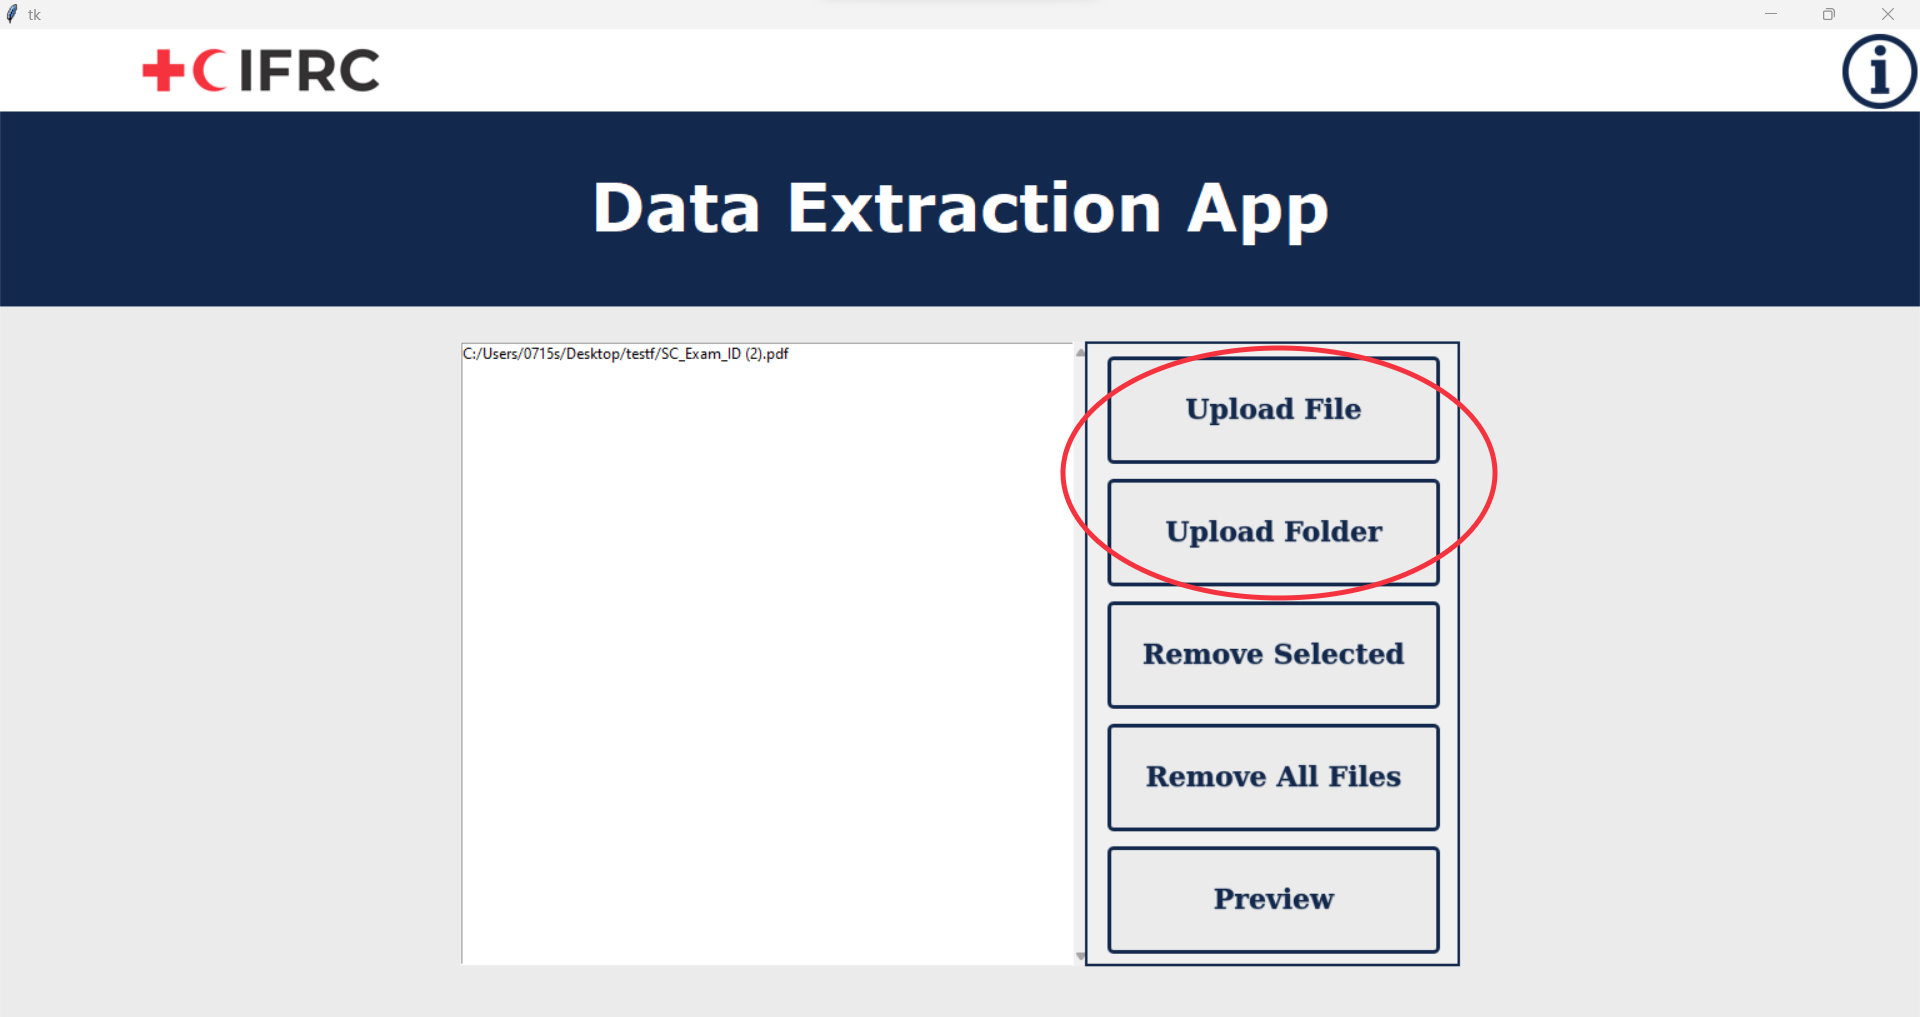 tk
IFRC
i
Data Extraction App
C:/Users/0715s/Desktop/testf/SC_Exam_ID (2).pdf
Upload File
Upload Folder
Remove Selected
Remove All Files
Preview